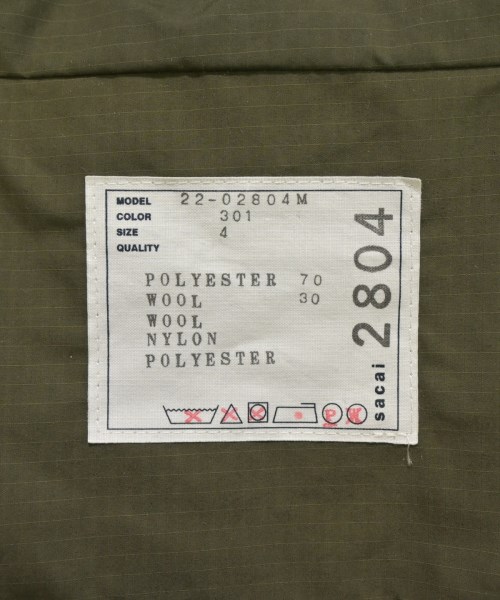 MODEL 22-02804M
COLOR 301
SIZE 4
QUALITY
POLYESTER 70
WOOL 30
WOOL
NYLON
POLYESTER
sacai 2804
P W